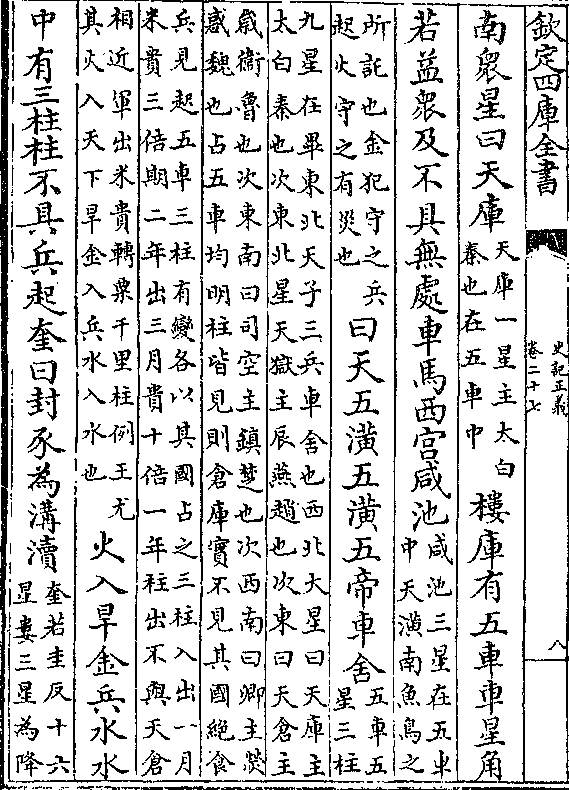 欽定四庫全書
史記正義
卷二十七
八
南衆星曰天庫
天庫一星主太白
秦也在五車中
樓庫有五車車星角
若益衆及不具無處車馬西宫咸池
咸池三星在五車
中天潢南魚鳥之
所託也金犯守之兵
起火守之有災也
曰天五潢五潢五帝車舍
五車五
星三柱
九星在畢東北天子三兵車舍也西北大星曰天庫主
太白秦也次東北星天獄主辰燕趙也次東曰天倉主
歲衞魯也次東南曰司空主鎮楚也次西南曰卿主熒
惑魏也占五車均明柱皆見則倉庫實不見其國絶食
兵見起五車三柱有變各以其國占之三柱入出一月
米貴三倍期二年出三月貴十倍一年柱出不與天倉
相近軍出米貴轉粟千里柱例王尤
其火入天下旱金入兵水入水也
火入旱金兵水水
中有三柱柱不具兵起奎曰封豕為溝瀆
奎若圭反十六
星婁三星為降